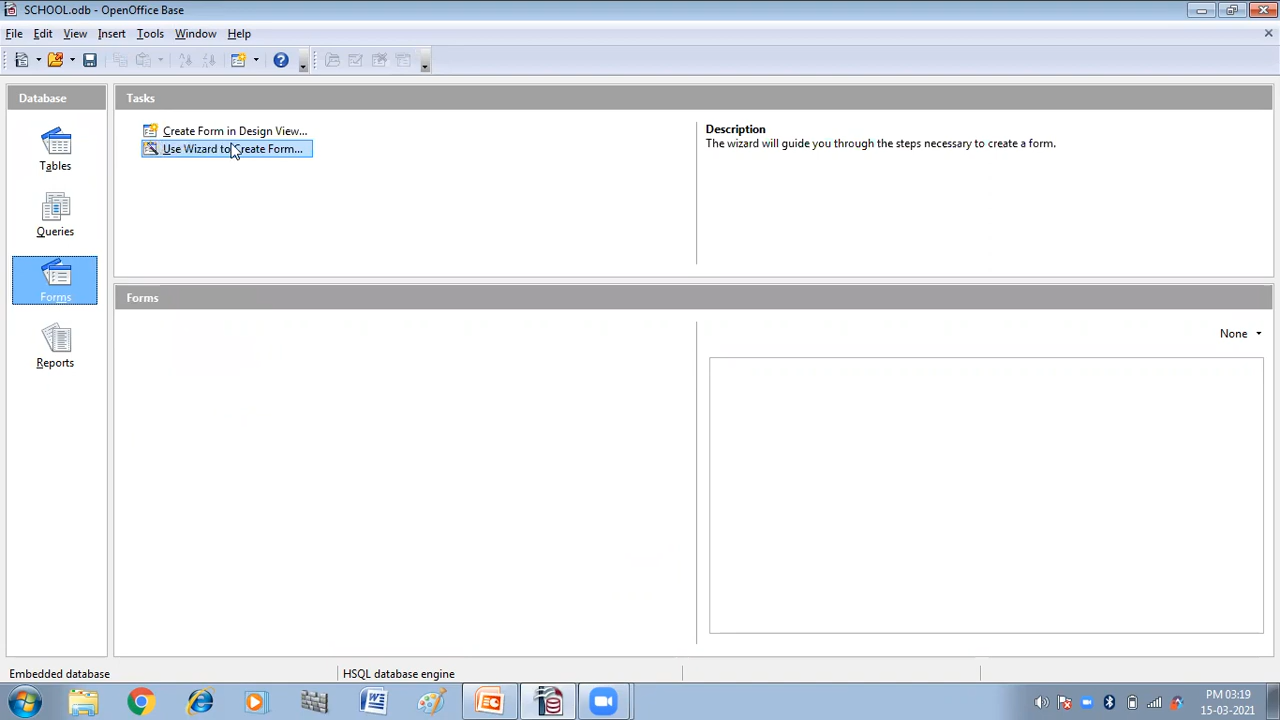 SCHOOL.odb - OpenOffice Base
File Edit View Insert Tools Window Help
Database
Tasks
Tables
Queries
Forms
Reports
Create Form in Design View...
Use Wizard to Create Form...
Description
The wizard will guide you through the steps necessary to create a form.
Forms
None
Embedded database
HSQL database engine
PM 03:19
15-03-2021